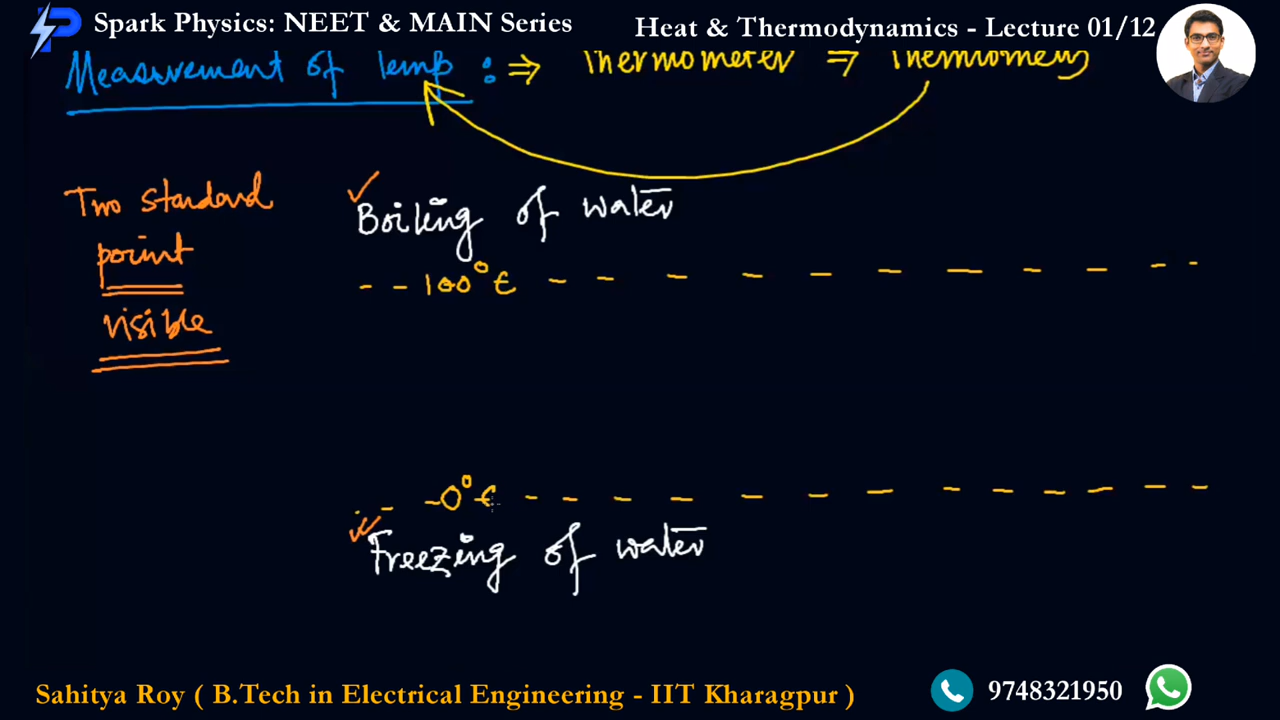 Spark Physics: NEET & MAIN Series
Heat & Thermodynamics - Lecture 01/12
Measurement of Temp : ⇒ Thermometer ⇒ Thermometry
Two standard
point
visible
✓ Boiling of water
- - 100°C - - - - - - - - - - -
- - - 0°C - - - - - - - - - - -
✓ Freezing of water
Sahitya Roy ( B.Tech in Electrical Engineering - IIT Kharagpur )
9748321950